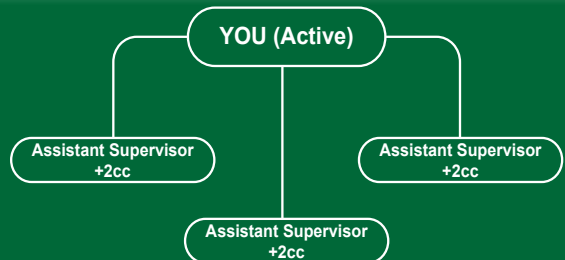 YOU (Active)
Assistant Supervisor
+2cc
Assistant Supervisor
+2cc
Assistant Supervisor
+2cc